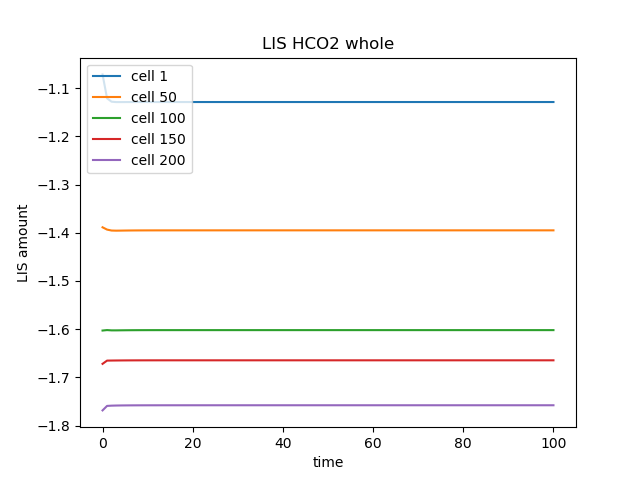 LIS HCO2 whole
cell 1
cell 50
cell 100
cell 150
cell 200
−1.1
−1.2
−1.3
−1.4
−1.5
−1.6
−1.7
−1.8
LIS amount
0 20 40 60 80 100
time